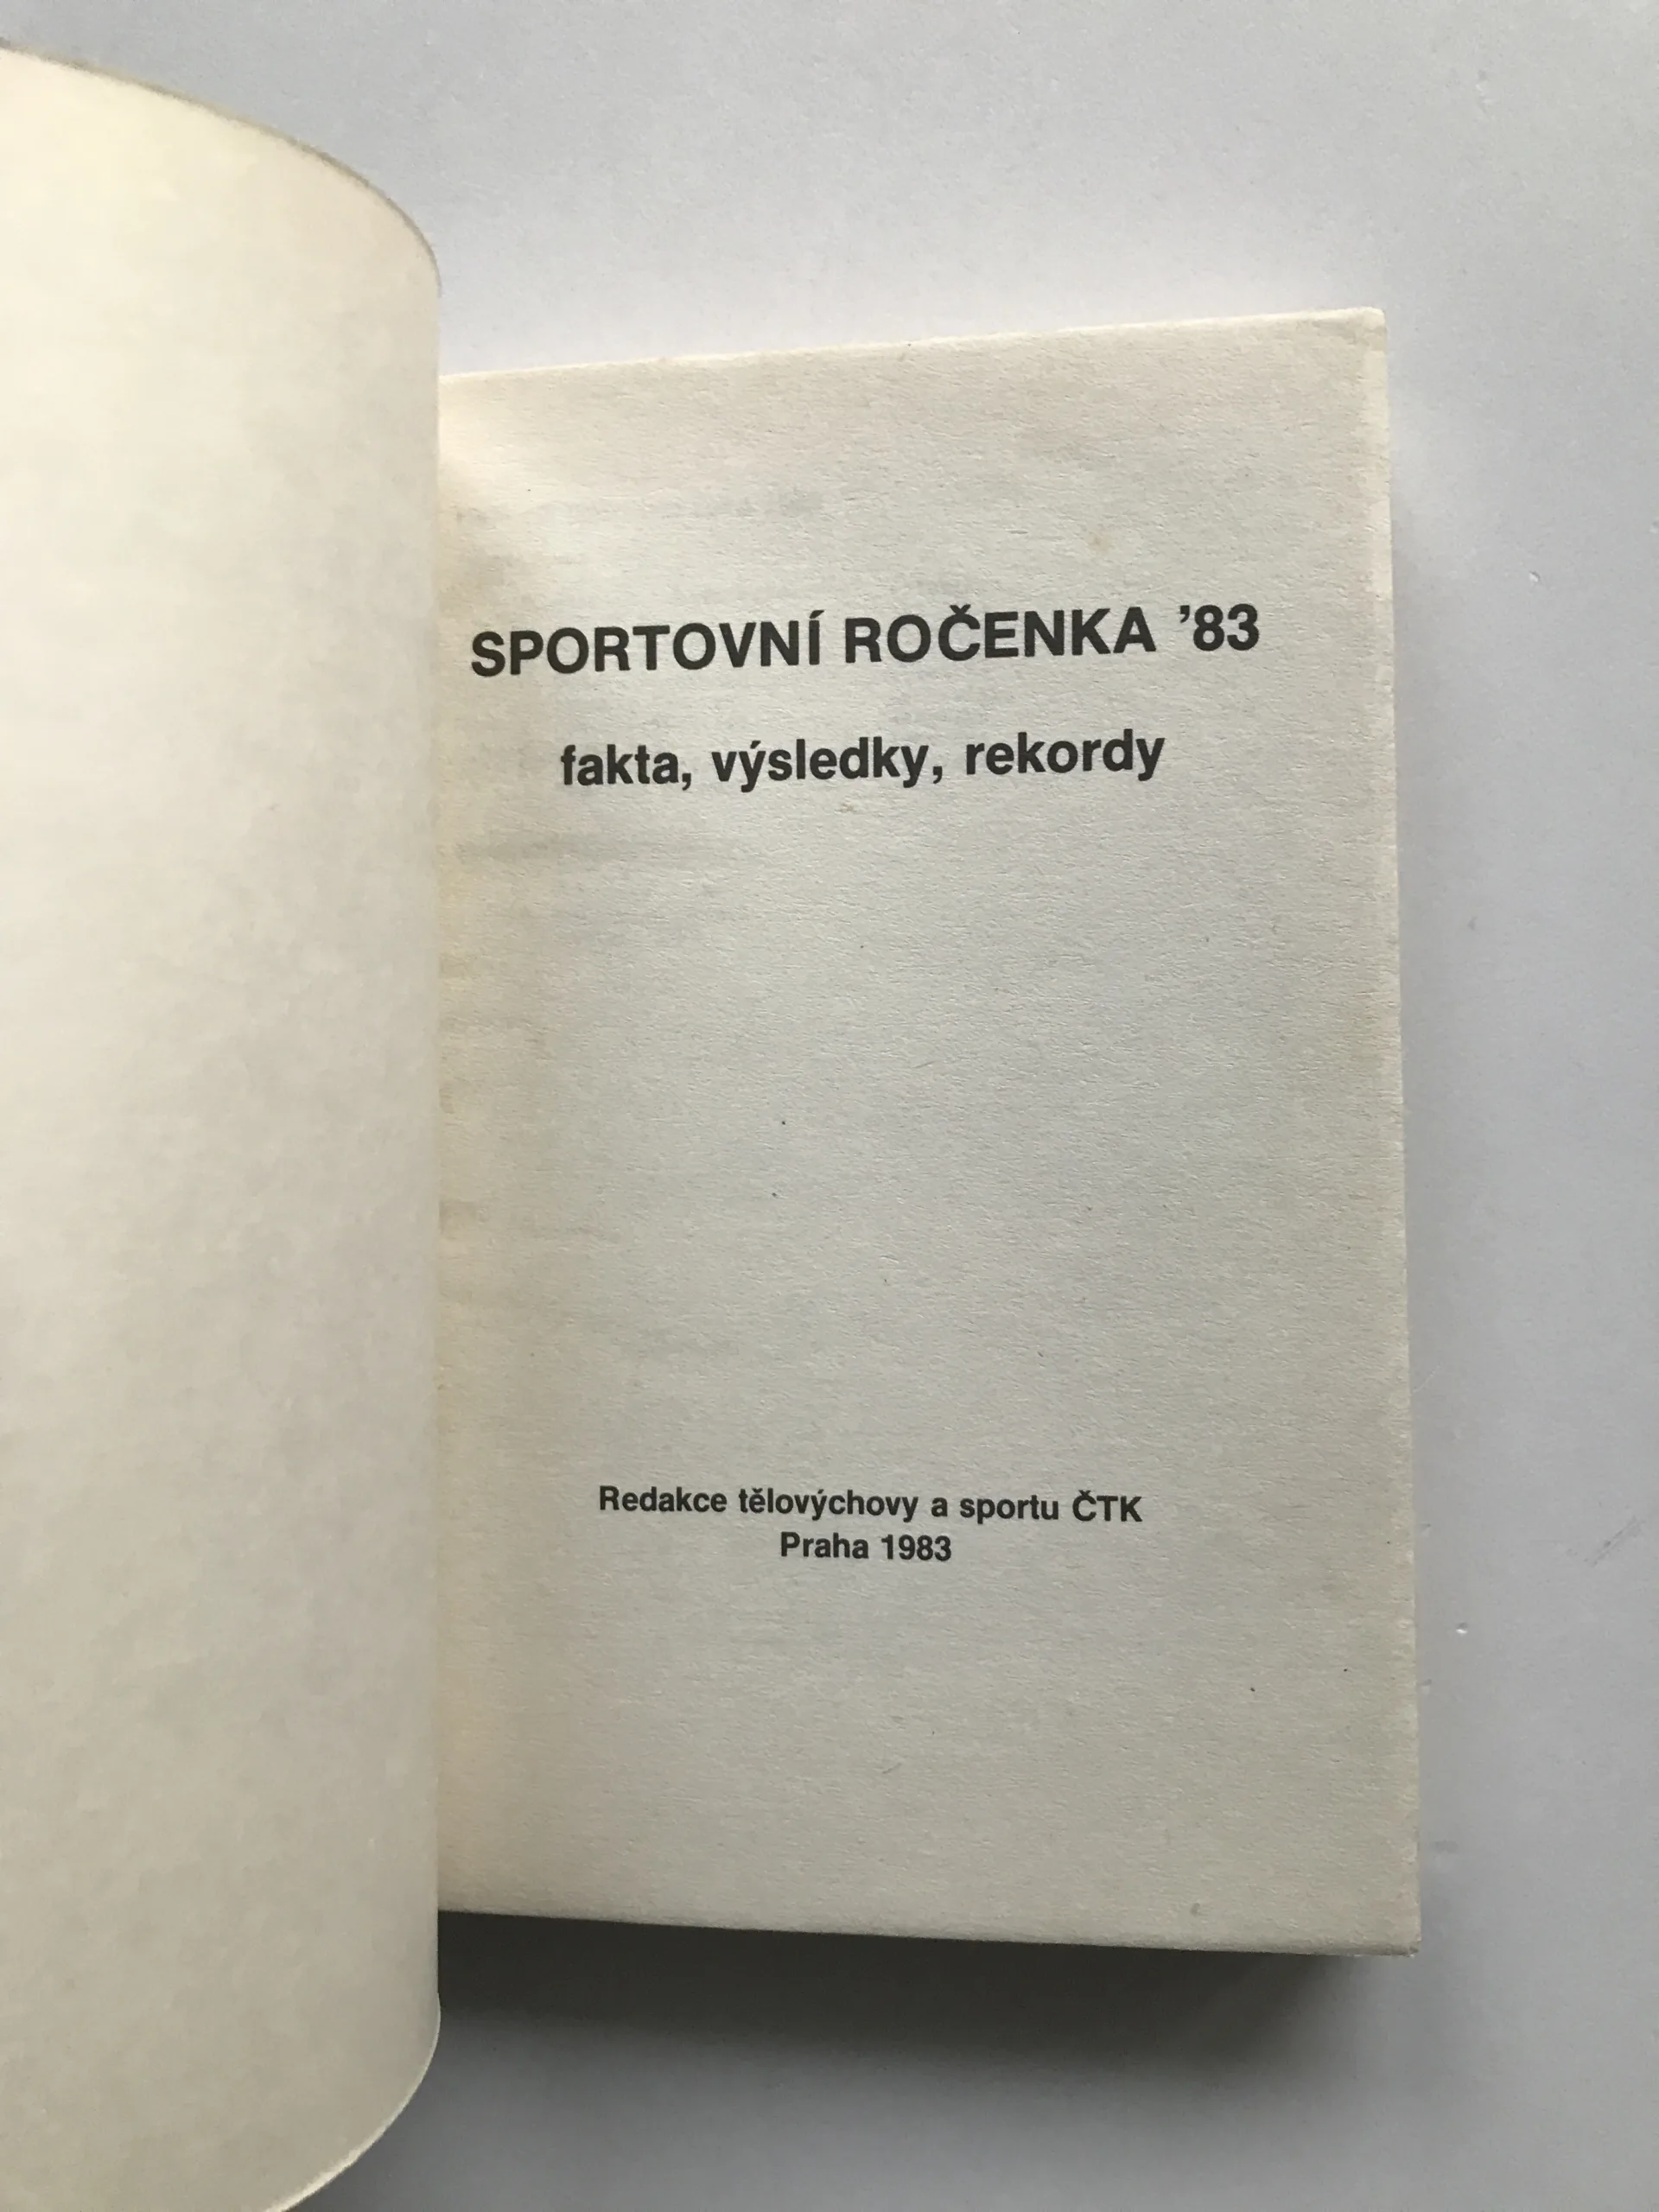 SPORTOVNÍ ROČENKA '83
fakta, výsledky, rekordy
Redakce tělovýchovy a sportu ČTK
Praha 1983